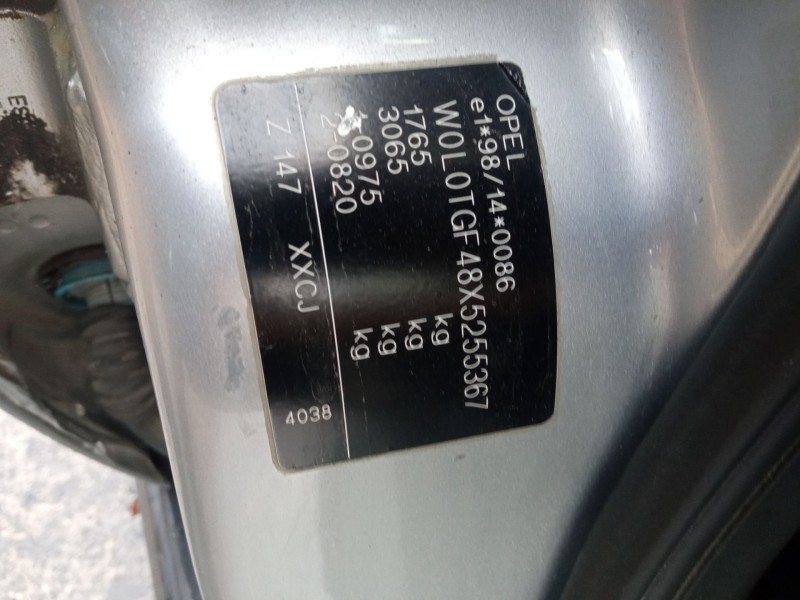 OPEL
e1*98/14*0086
W0L0TGF48X5255367
1765 kg
3065 kg
1-0975 kg
2-0820 kg
Z 147 XXCJ 4038